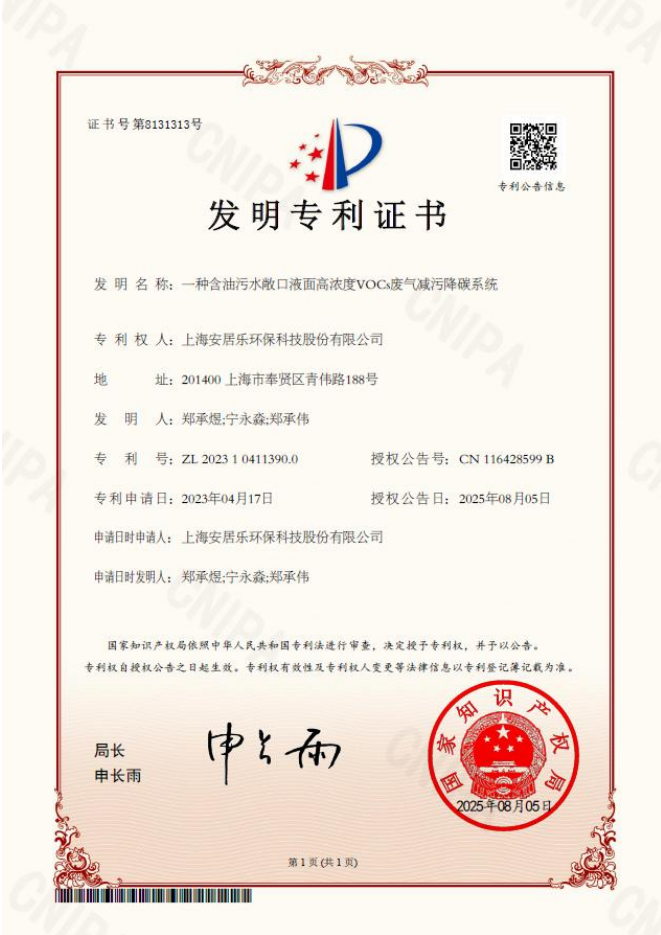 证书号第8131313号
专利公告信息
发明专利证书
发明名称：一种含油污水敞口液面高浓度VOCs废气减污降碳系统
专利权人：上海安居乐环保科技股份有限公司
地址：201400 上海市奉贤区青伟路188号
发明人：郑承煜;宁永淼;郑承伟
专利号：ZL 2023 1 0411390.0 授权公告号：CN 116428599 B
专利申请日：2023年04月17日 授权公告日：2025年08月05日
申请日时申请人：上海安居乐环保科技股份有限公司
申请日时发明人：郑承煜;宁永淼;郑承伟
国家知识产权局依照中华人民共和国专利法进行审查，决定授予专利权，并予以公告。
专利权自授权公告之日起生效。专利权有效性及专利权人变更等法律信息以专利登记簿记载为准。
局长
申长雨
申长雨
国家知识产权局
2025年08月05日
第1页(共1页)
CNIPA
CNIPA
CNIPA
CNIPA
CNIPA
CNIPA
CNIPA
CNIPA